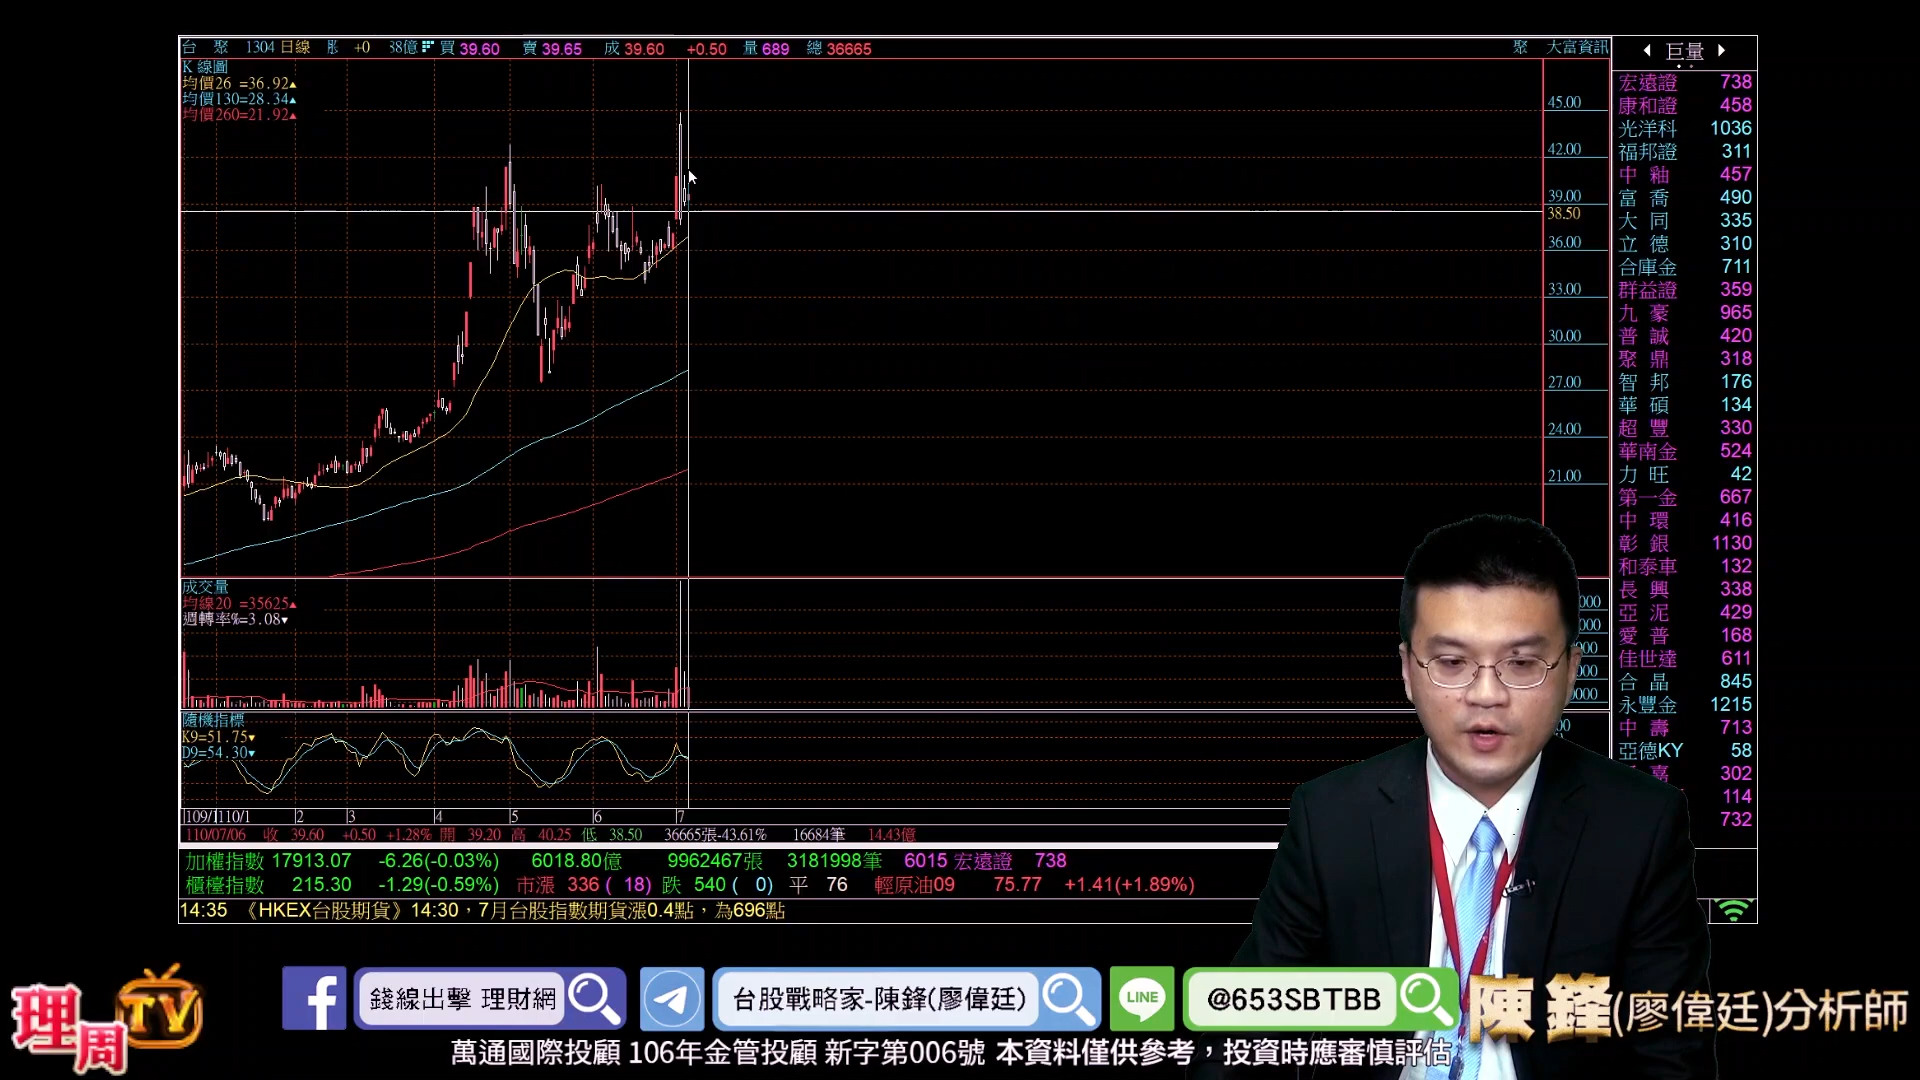 台 聚 1304 日線 +0 38億 買 39.60 賣 39.65 成 39.60 +0.50 量 689 總 36665 聚 大富資訊
K 線圖
均價26 =36.92▲
均價130=28.34▲
均價260=21.92▲
45.00
42.00
39.00
38.50
36.00
33.00
30.00
27.00
24.00
21.00
成交量
均線20 =35625▲
週轉率%=3.08▼
隨機指標
K9=51.75▼
D9=54.30▼
109/1 110/1 2 3 4 5 6 7
110/07/06 收 39.60 +0.50 +1.28% 開 39.20 高 40.25 低 38.50 36665張-43.61% 16684筆 14.43億
加權指數 17913.07 -6.26(-0.03%) 6018.80億 9962467張 3181998筆 6015 宏遠證 738
櫃檯指數 215.30 -1.29(-0.59%) 市漲 336 ( 18) 跌 540 ( 0) 平 76 輕原油09 75.77 +1.41(+1.89%)
14:35 《HKEX台股期貨》14:30，7月台股指數期貨漲0.4點，為696點
◀ 巨量 ▶
宏遠證 738
康和證 458
光洋科 1036
福邦證 311
中 釉 457
富 喬 490
大 同 335
立 德 310
合庫金 711
群益證 359
九 豪 965
普 誠 420
聚 鼎 318
智 邦 176
華 碩 134
超 豐 330
華南金 524
力 旺 42
第一金 667
中 環 416
彰 銀 1130
和泰車 132
長 興 338
亞 泥 429
愛 普 168
佳世達 611
合 晶 845
永豐金 1215
中 壽 713
亞德KY 58
嘉 302
114
732
理周TV
f 錢線出擊 理財網
台股戰略家-陳鋒(廖偉廷)
LINE @653SBTBB
陳鋒(廖偉廷)分析師
萬通國際投顧 106年金管投顧 新字第006號 本資料僅供參考，投資時應審慎評估